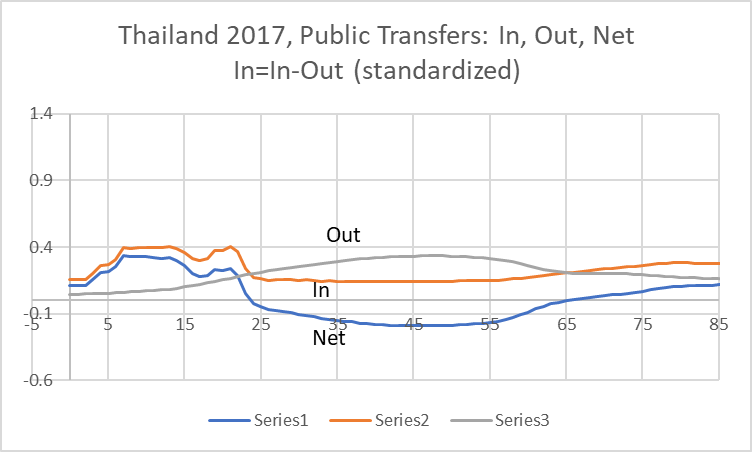 Thailand 2017, Public Transfers: In, Out, Net
In=In-Out (standardized)
1.4
0.9
0.4
-0.1
-0.6
Out
In
Net
-5 5 15 25 35 45 55 65 75 85
Series1 Series2 Series3